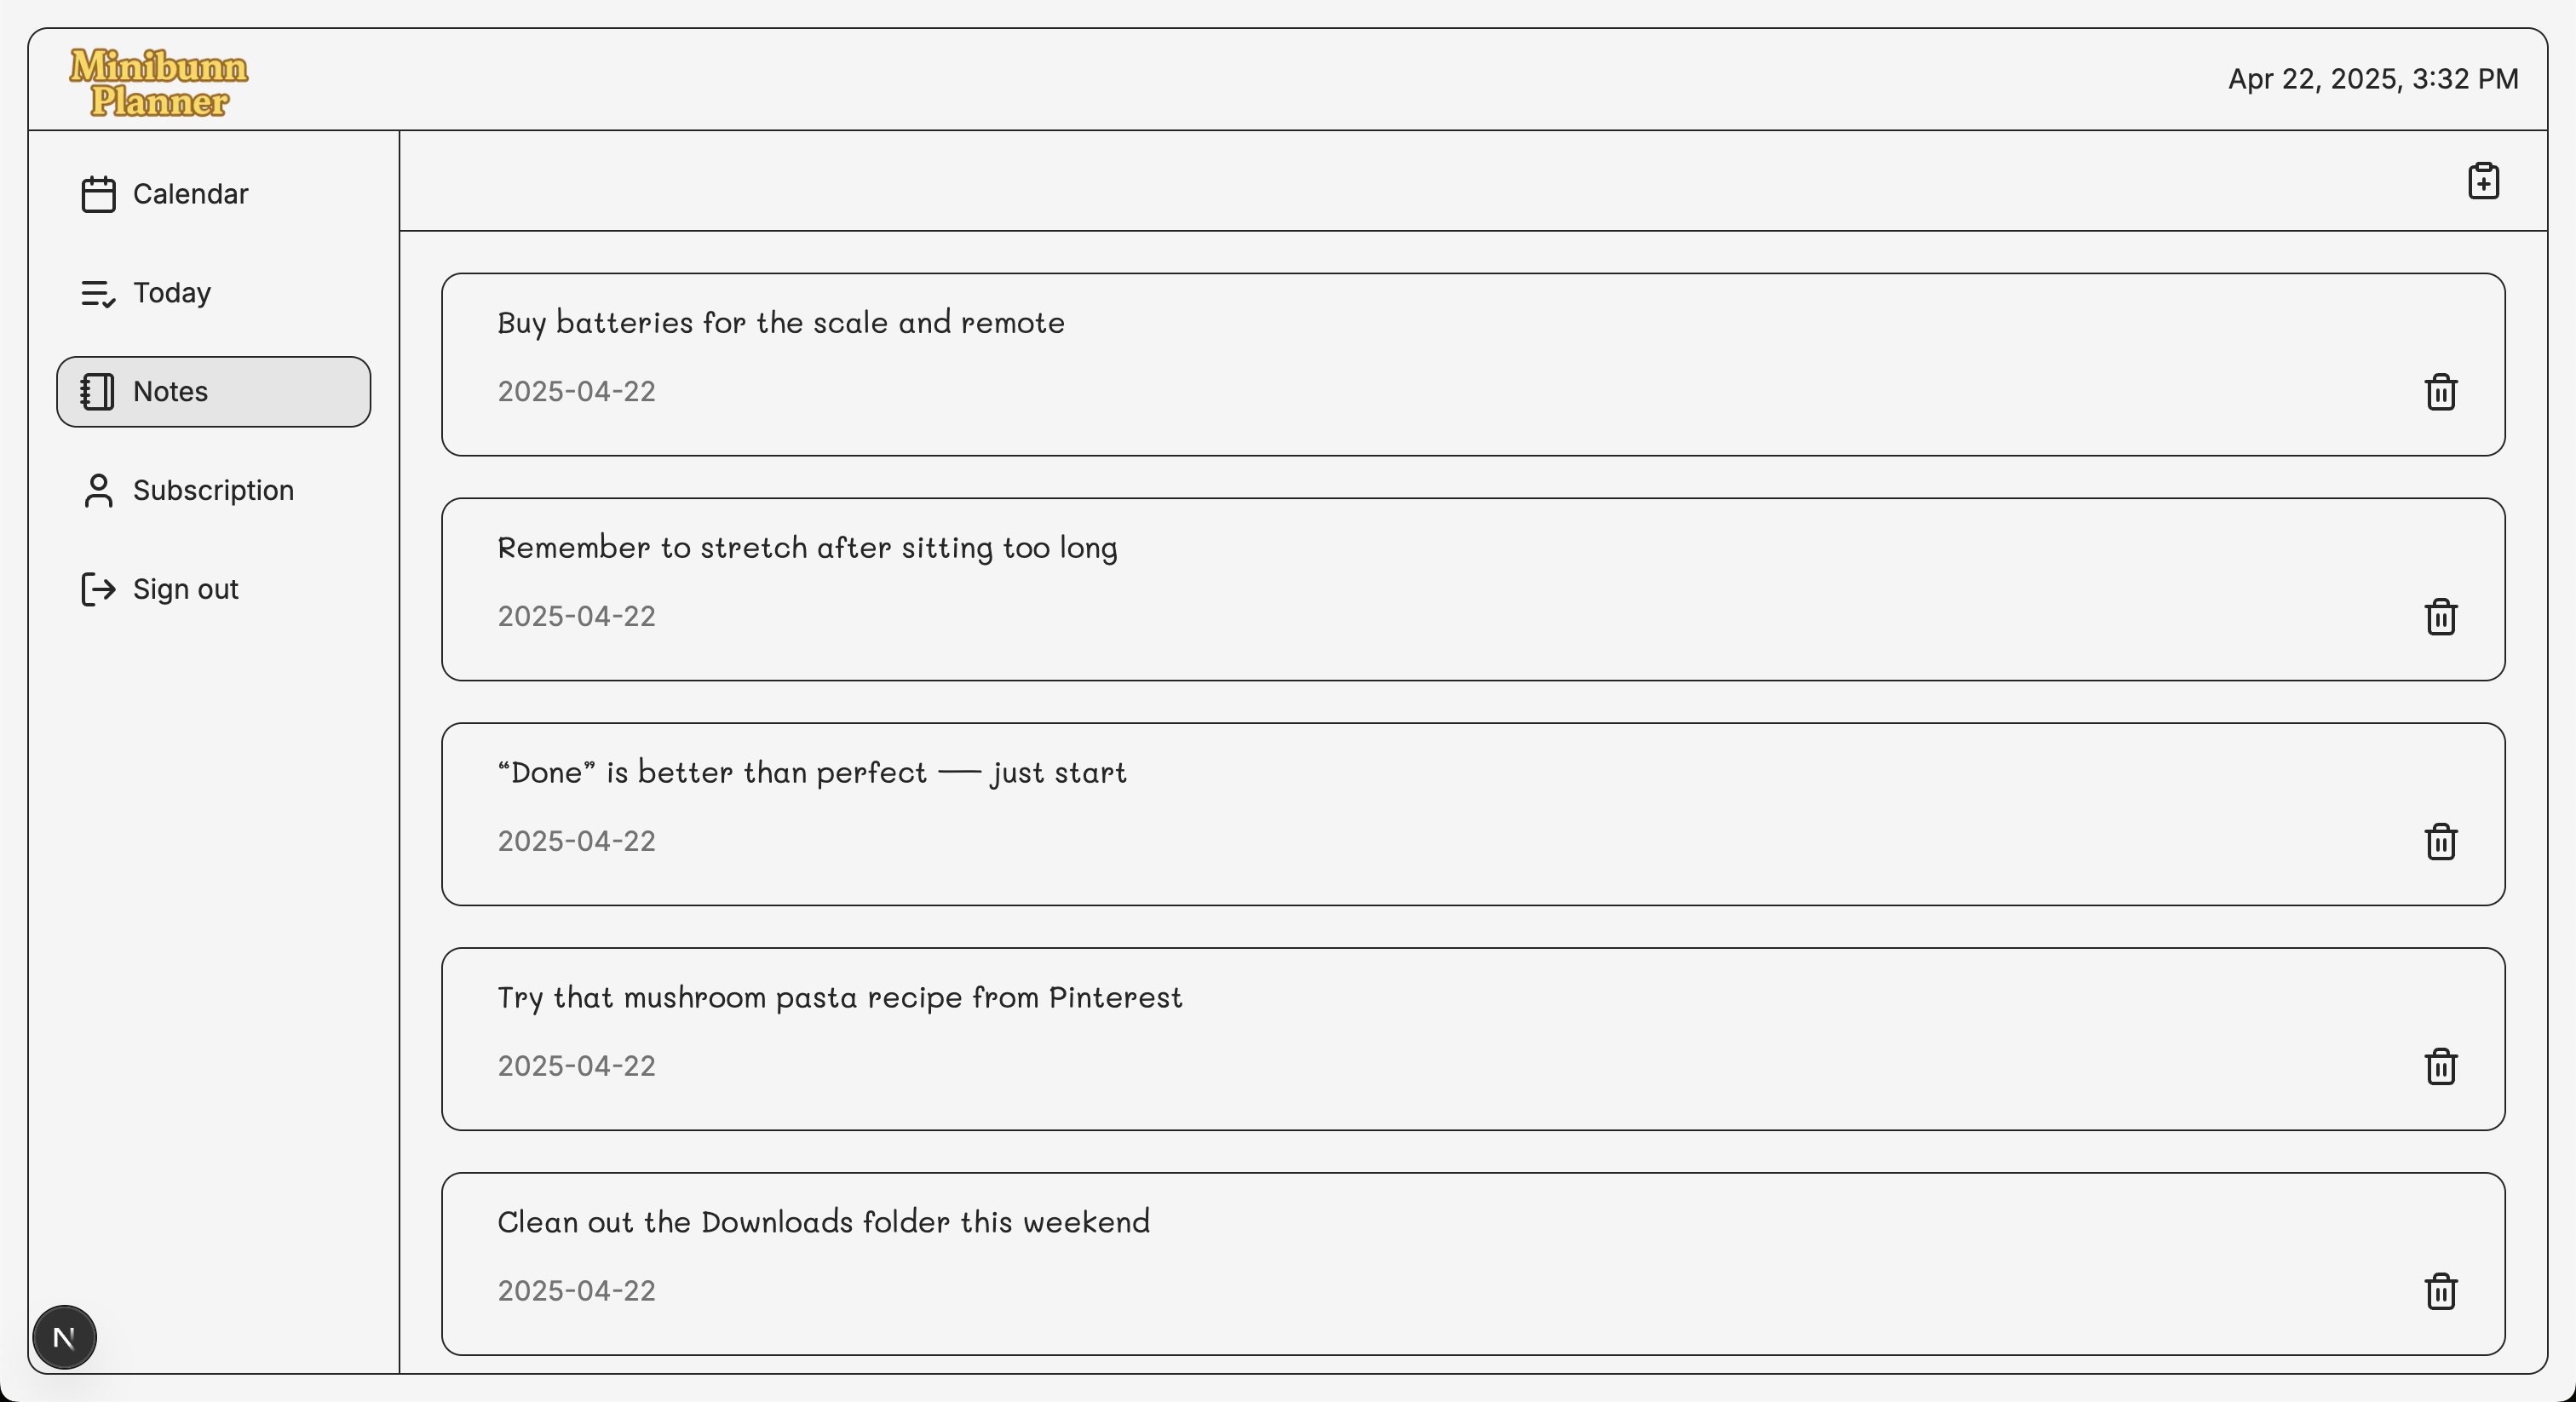 Minibunn
Planner
Apr 22, 2025, 3:32 PM
Calendar
Today
Notes
Subscription
Sign out
Buy batteries for the scale and remote
2025-04-22
Remember to stretch after sitting too long
2025-04-22
“Done” is better than perfect — just start
2025-04-22
Try that mushroom pasta recipe from Pinterest
2025-04-22
Clean out the Downloads folder this weekend
2025-04-22
N